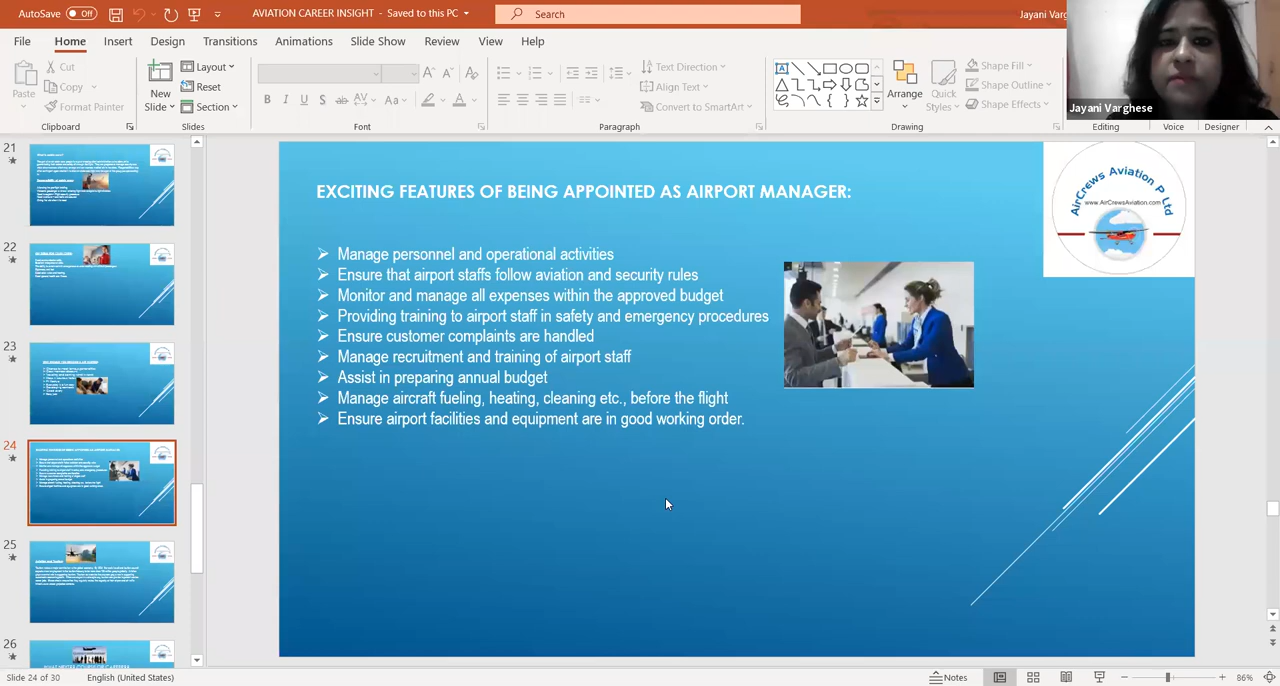 AutoSave Off
AVIATION CAREER INSIGHT - Saved to this PC
Search
Jayani Varg
File Home Insert Draw Design Transitions Animations Slide Show Review View Help
Paste
Cut
Copy
Format Painter
Clipboard
New Slide
Layout
Reset
Section
Slides
B I U S ab AV Aa A
Font
Text Direction
Align Text
Convert to SmartArt
Paragraph
Arrange
Quick Styles
Shape Fill
Shape Outline
Shape Effects
Drawing
Editing
Voice
Designer
Jayani Varghese
21
22
23
24
25
26
EXCITING FEATURES OF BEING APPOINTED AS AIRPORT MANAGER:
Manage personnel and operational activities
Ensure that airport staffs follow aviation and security rules
Monitor and manage all expenses within the approved budget
Providing training to airport staff in safety and emergency procedures
Ensure customer complaints are handled
Manage recruitment and training of airport staff
Assist in preparing annual budget
Manage aircraft fueling, heating, cleaning etc., before the flight
Ensure airport facilities and equipment are in good working order.
AirCrews Aviation P Ltd
www.AirCrewsAviation.com
Slide 24 of 30
English (United States)
Notes
86%